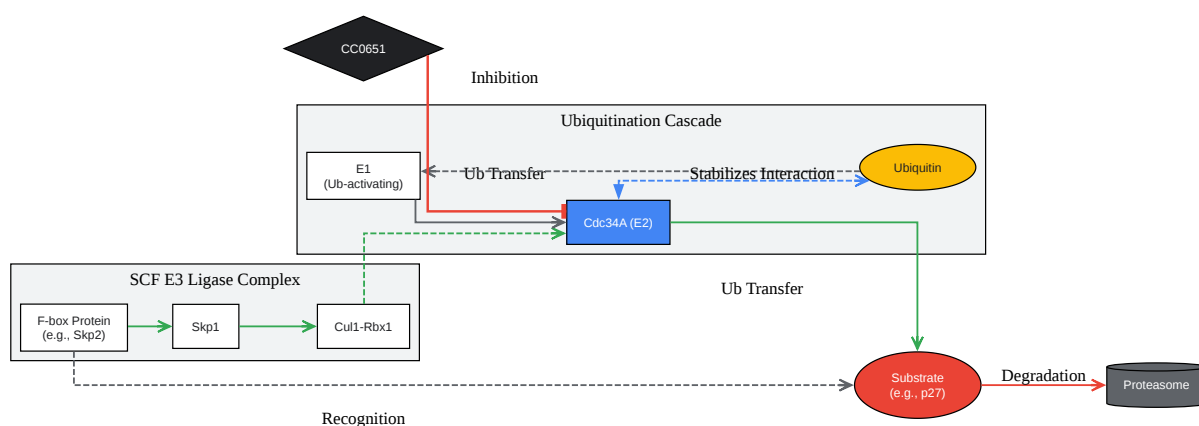 CC0651
Inhibition
Ubiquitination Cascade
E1
(Ub-activating)
Ub Transfer
Stabilizes Interaction
Ubiquitin
Cdc34A (E2)
SCF E3 Ligase Complex
F-box Protein
(e.g., Skp2)
Skp1
Cul1-Rbx1
Ub Transfer
Substrate
(e.g., p27)
Degradation
Proteasome
Recognition